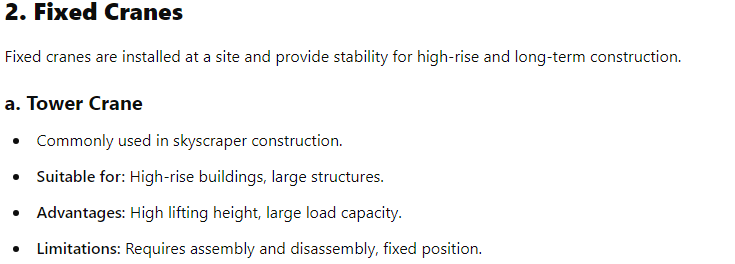 2. Fixed Cranes
Fixed cranes are installed at a site and provide stability for high-rise and long-term construction.
a. Tower Crane
• Commonly used in skyscraper construction.
• Suitable for: High-rise buildings, large structures.
• Advantages: High lifting height, large load capacity.
• Limitations: Requires assembly and disassembly, fixed position.